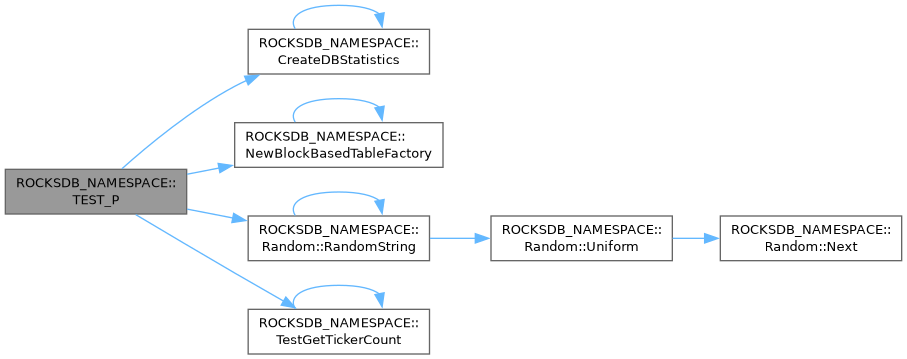 ROCKSDB_NAMESPACE::
TEST_P
ROCKSDB_NAMESPACE::
CreateDBStatistics
ROCKSDB_NAMESPACE::
NewBlockBasedTableFactory
ROCKSDB_NAMESPACE::
Random::RandomString
ROCKSDB_NAMESPACE::
Random::Uniform
ROCKSDB_NAMESPACE::
Random::Next
ROCKSDB_NAMESPACE::
TestGetTickerCount